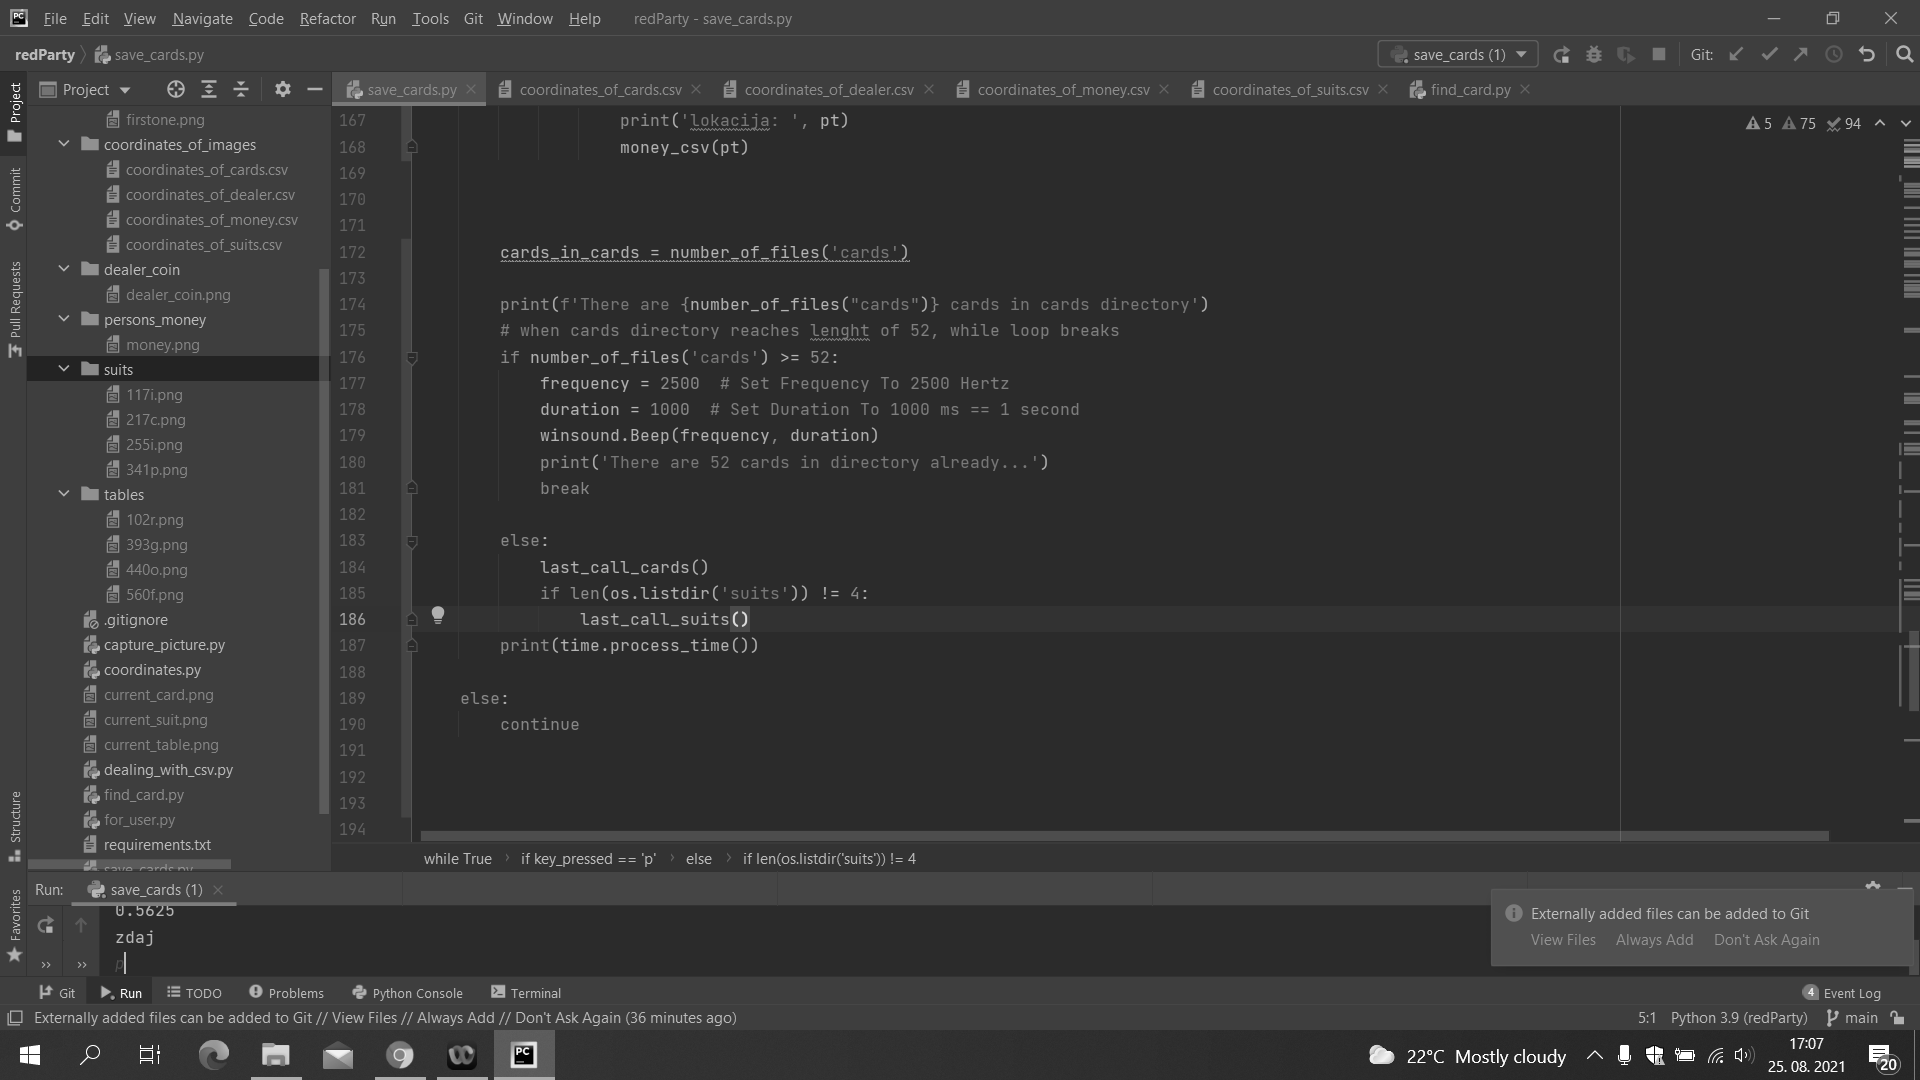 File Edit View Navigate Code Refactor Run Tools Git Window Help redParty - save_cards.py
redParty save_cards.py save_cards (1) Git:
Project save_cards.py coordinates_of_cards.csv coordinates_of_dealer.csv coordinates_of_money.csv coordinates_of_suits.csv find_card.py
Project
Commit
Pull Requests
Structure
Favorites
firstone.png
coordinates_of_images
coordinates_of_cards.csv
coordinates_of_dealer.csv
coordinates_of_money.csv
coordinates_of_suits.csv
dealer_coin
dealer_coin.png
persons_money
money.png
suits
117i.png
217c.png
255i.png
341p.png
tables
102r.png
393g.png
440o.png
560f.png
.gitignore
capture_picture.py
coordinates.py
current_card.png
current_suit.png
current_table.png
dealing_with_csv.py
find_card.py
for_user.py
requirements.txt
save_cards.py
5 75 94
167 print('lokacija: ', pt)
168 money_csv(pt)
169
170
171
172 cards_in_cards = number_of_files('cards')
173
174 print(f'There are {number_of_files("cards")} cards in cards directory')
175 # when cards directory reaches lenght of 52, while loop breaks
176 if number_of_files('cards') >= 52:
177 frequency = 2500  # Set Frequency To 2500 Hertz
178 duration = 1000  # Set Duration To 1000 ms == 1 second
179 winsound.Beep(frequency, duration)
180 print('There are 52 cards in directory already...')
181 break
182
183 else:
184 last_call_cards()
185 if len(os.listdir('suits')) != 4:
186 last_call_suits()
187 print(time.process_time())
188
189 else:
190 continue
191
192
193
194
while True › if key_pressed == 'p' › else › if len(os.listdir('suits')) != 4
Run: save_cards (1)
0.5625
zdaj
p
Externally added files can be added to Git
View Files Always Add Don't Ask Again
Git Run TODO Problems Python Console Terminal 4 Event Log
Externally added files can be added to Git // View Files // Always Add // Don't Ask Again (36 minutes ago) 5:1 Python 3.9 (redParty) main
22°C Mostly cloudy 17:07
25. 08. 2021
20